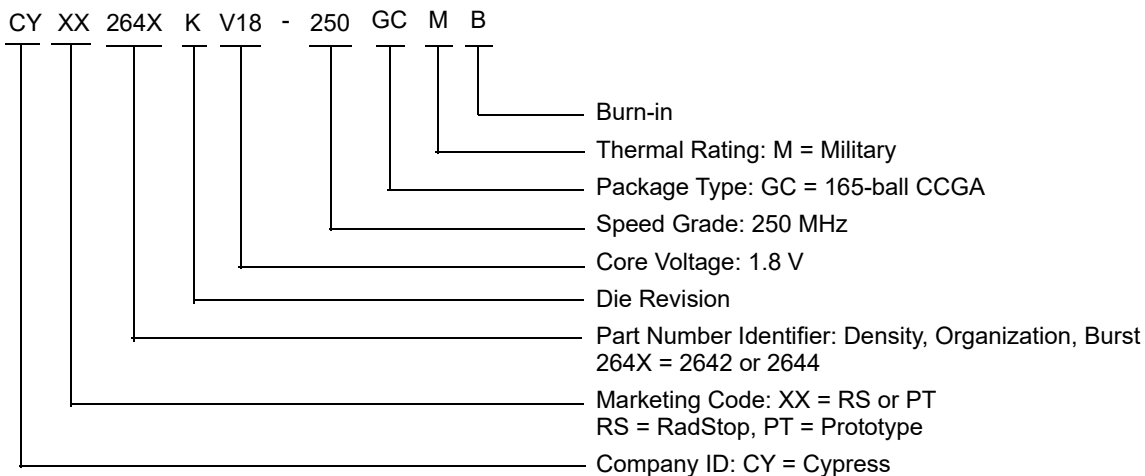 CY XX 264X K V18 - 250 GC M B
Burn-in
Thermal Rating: M = Military
Package Type: GC = 165-ball CCGA
Speed Grade: 250 MHz
Core Voltage: 1.8 V
Die Revision
Part Number Identifier: Density, Organization, Burst
264X = 2642 or 2644
Marketing Code: XX = RS or PT
RS = RadStop, PT = Prototype
Company ID: CY = Cypress